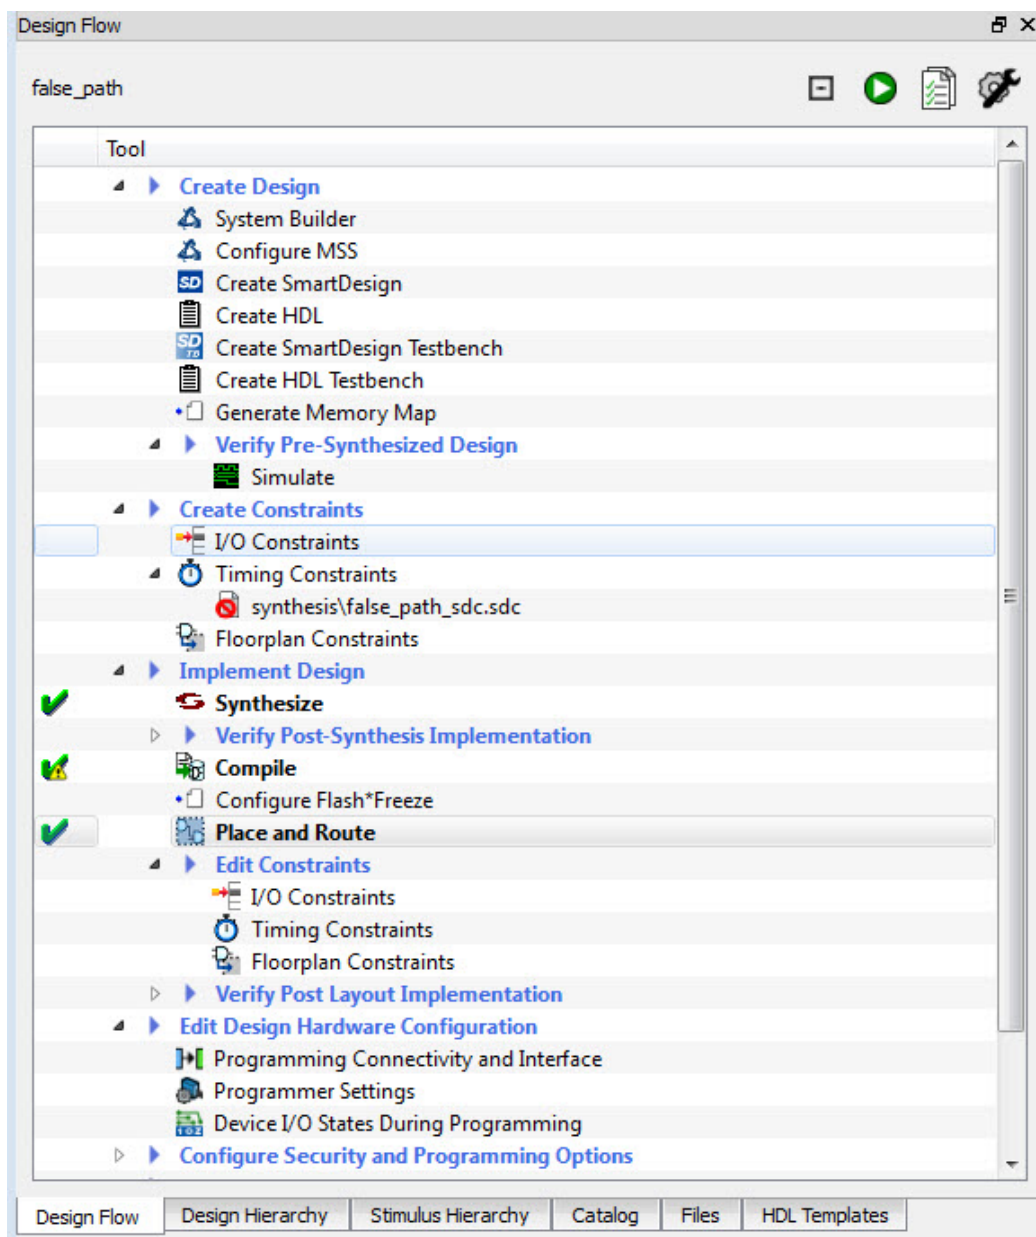 Design Flow
false_path
Tool
Create Design
System Builder
Configure MSS
SD Create SmartDesign
Create HDL
SD TB Create SmartDesign Testbench
Create HDL Testbench
Generate Memory Map
Verify Pre-Synthesized Design
Simulate
Create Constraints
I/O Constraints
Timing Constraints
synthesis\false_path_sdc.sdc
Floorplan Constraints
Implement Design
Synthesize
Verify Post-Synthesis Implementation
Compile
Configure Flash*Freeze
Place and Route
Edit Constraints
I/O Constraints
Timing Constraints
Floorplan Constraints
Verify Post Layout Implementation
Edit Design Hardware Configuration
Programming Connectivity and Interface
Programmer Settings
Device I/O States During Programming
Configure Security and Programming Options
Design Flow Design Hierarchy Stimulus Hierarchy Catalog Files HDL Templates